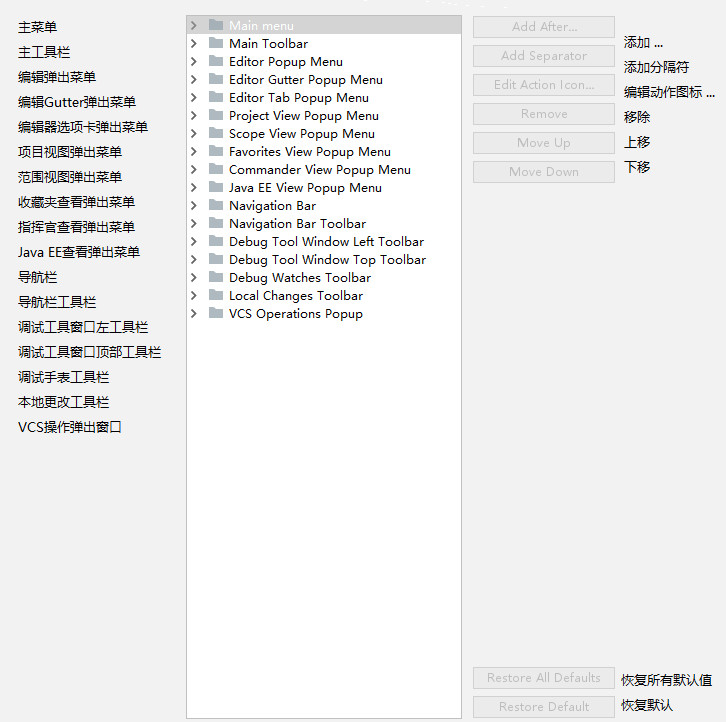 主菜单
主工具栏
编辑弹出菜单
编辑Gutter弹出菜单
编辑器选项卡弹出菜单
项目视图弹出菜单
范围视图弹出菜单
收藏夹查看弹出菜单
指挥官查看弹出菜单
Java EE查看弹出菜单
导航栏
导航栏工具栏
调试工具窗口左工具栏
调试工具窗口顶部工具栏
调试手表工具栏
本地更改工具栏
VCS操作弹出窗口
Main menu
Main Toolbar
Editor Popup Menu
Editor Gutter Popup Menu
Editor Tab Popup Menu
Project View Popup Menu
Scope View Popup Menu
Favorites View Popup Menu
Commander View Popup Menu
Java EE View Popup Menu
Navigation Bar
Navigation Bar Toolbar
Debug Tool Window Left Toolbar
Debug Tool Window Top Toolbar
Debug Watches Toolbar
Local Changes Toolbar
VCS Operations Popup
Add After...
Add Separator
Edit Action Icon...
Remove
Move Up
Move Down
添加 ...
添加分隔符
编辑动作图标 ...
移除
上移
下移
Restore All Defaults
Restore Default
恢复所有默认值
恢复默认